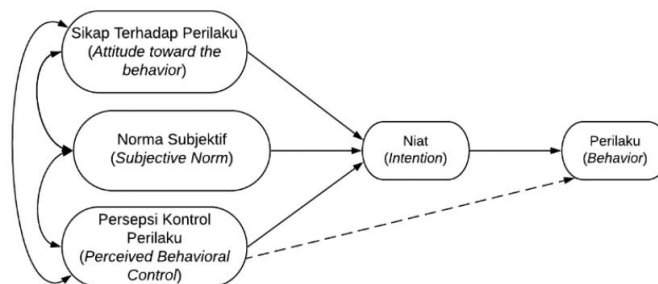 Sikap Terhadap Perilaku
(Attitude toward the
behavior)
Norma Subjektif
(Subjective Norm)
Persepsi Kontrol
Perilaku
(Perceived Behavioral
Control)
Niat
(Intention)
Perilaku
(Behavior)